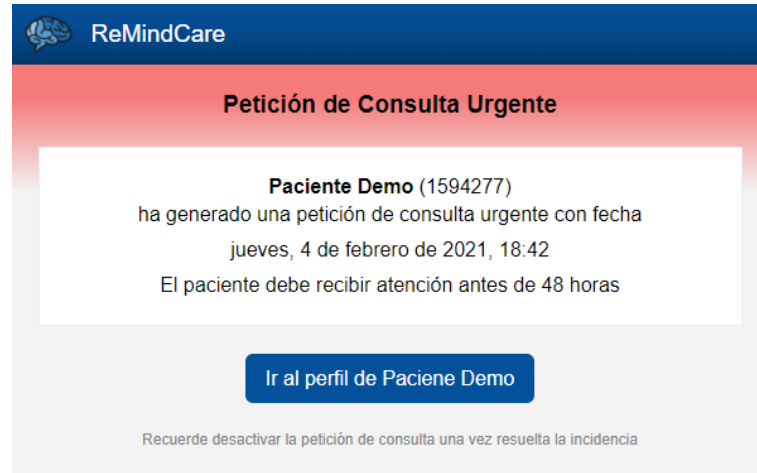 ReMindCare
Petición de Consulta Urgente
Paciente Demo (1594277)
ha generado una petición de consulta urgente con fecha
jueves, 4 de febrero de 2021, 18:42
El paciente debe recibir atención antes de 48 horas
Ir al perfil de Paciene Demo
Recuerde desactivar la petición de consulta una vez resuelta la incidencia